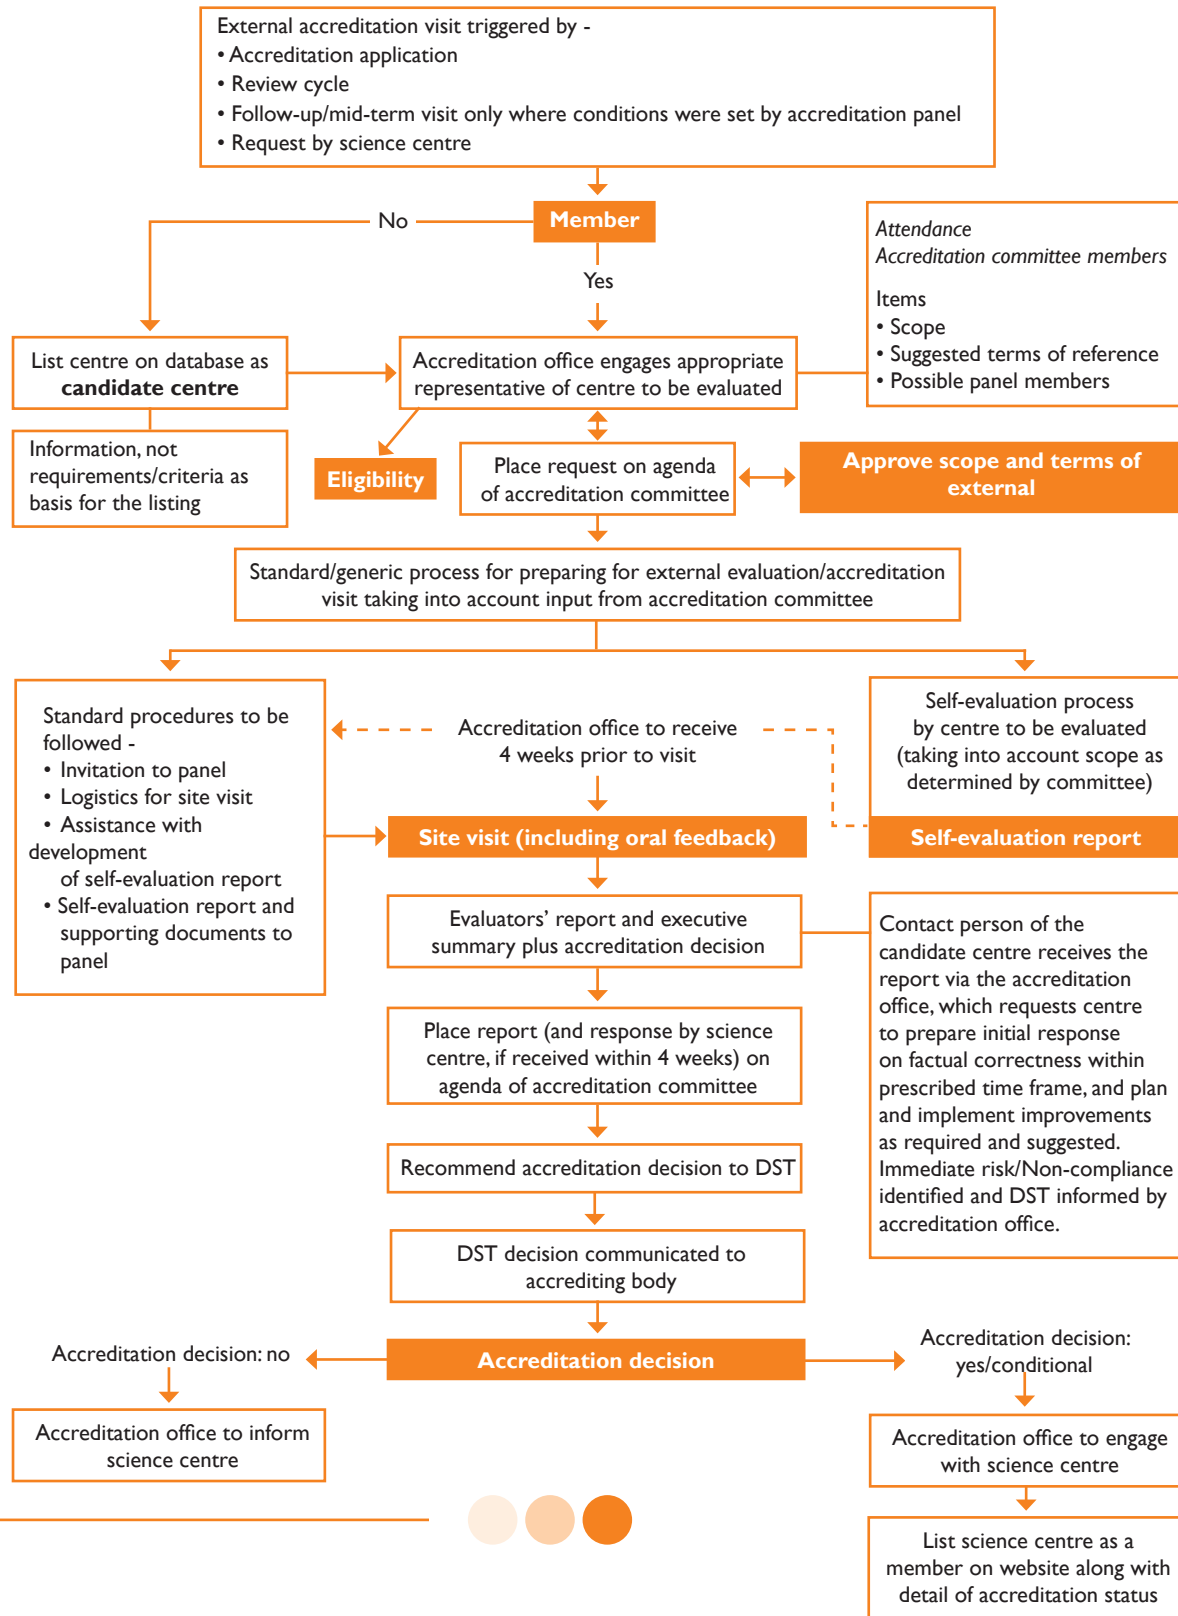 External accreditation visit triggered by -
• Accreditation application
• Review cycle
• Follow-up/mid-term visit only where conditions were set by accreditation panel
• Request by science centre
No
Member
Yes
Attendance
Accreditation committee members
Items
• Scope
• Suggested terms of reference
• Possible panel members
List centre on database as
candidate centre
Accreditation office engages appropriate
representative of centre to be evaluated
Information, not
requirements/criteria as
basis for the listing
Eligibility
Place request on agenda
of accreditation committee
Approve scope and terms of
external
Standard/generic process for preparing for external evaluation/accreditation
visit taking into account input from accreditation committee
Standard procedures to be
followed -
• Invitation to panel
• Logistics for site visit
• Assistance with
development
of self-evaluation report
• Self-evaluation report and
supporting documents to
panel
Accreditation office to receive
4 weeks prior to visit
Self-evaluation process
by centre to be evaluated
(taking into account scope as
determined by committee)
Site visit (including oral feedback)
Self-evaluation report
Evaluators’ report and executive
summary plus accreditation decision
Contact person of the
candidate centre receives the
report via the accreditation
office, which requests centre
to prepare initial response
on factual correctness within
prescribed time frame, and plan
and implement improvements
as required and suggested.
Immediate risk/Non-compliance
identified and DST informed by
accreditation office.
Place report (and response by science
centre, if received within 4 weeks) on
agenda of accreditation committee
Recommend accreditation decision to DST
DST decision communicated to
accrediting body
Accreditation decision: no
Accreditation decision
Accreditation decision:
yes/conditional
Accreditation office to inform
science centre
Accreditation office to engage
with science centre
List science centre as a
member on website along with
detail of accreditation status